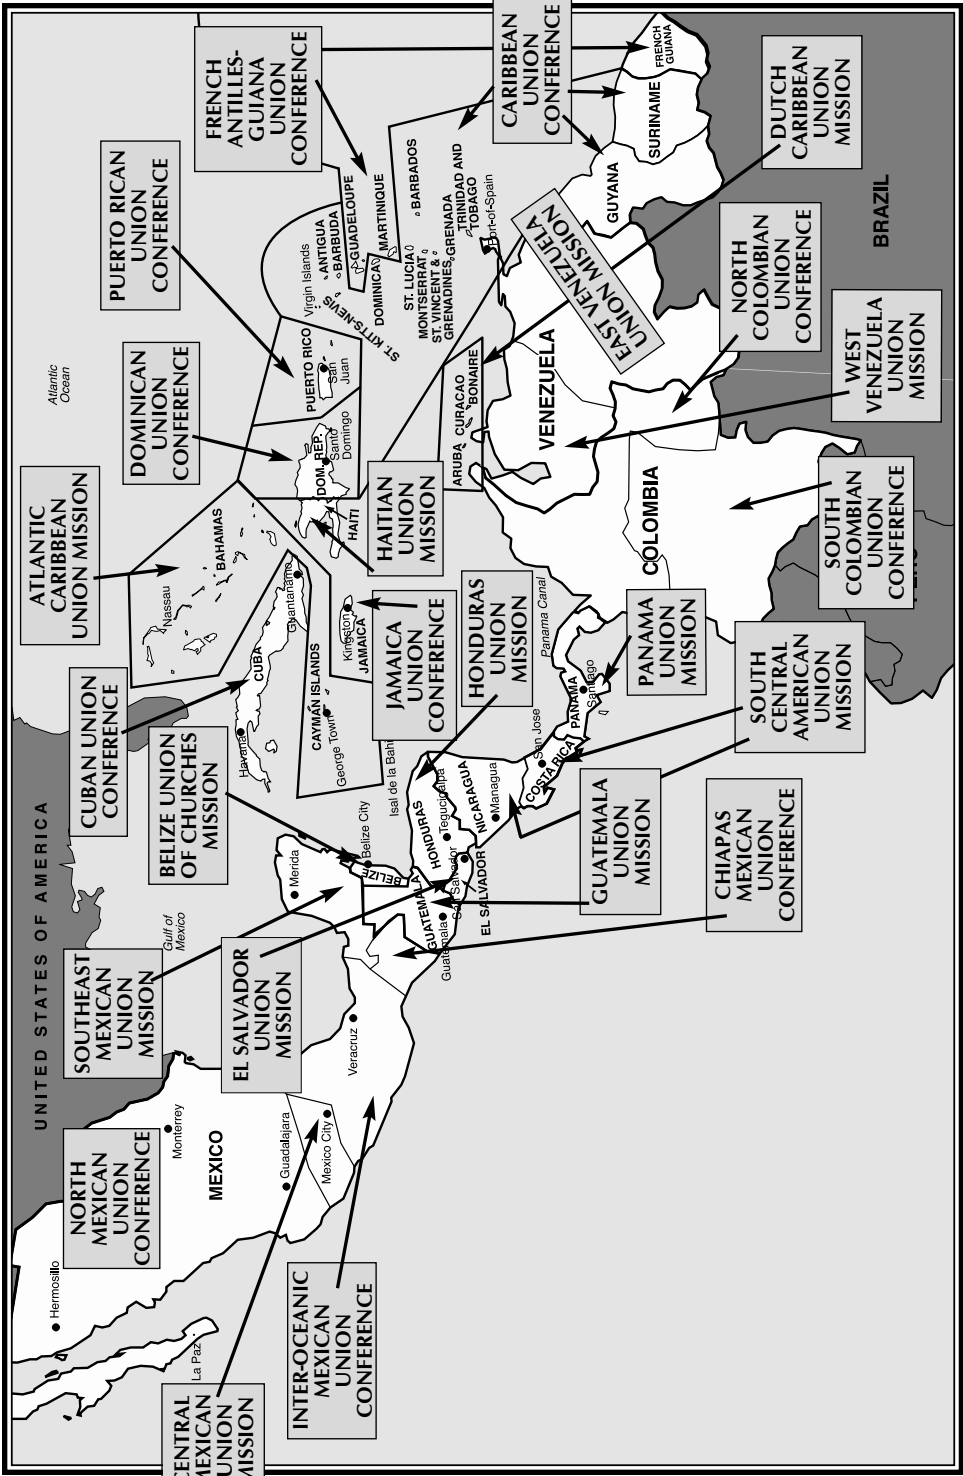 UNITED STATES OF AMERICA
Atlantic
Ocean
Gulf of
Mexico
NORTH
MEXICAN
UNION
CONFERENCE
SOUTHEAST
MEXICAN
UNION
MISSION
CUBAN UNION
CONFERENCE
ATLANTIC
CARIBBEAN
UNION MISSION
DOMINICAN
UNION
CONFERENCE
PUERTO RICAN
UNION
CONFERENCE
FRENCH
ANTILLES-
GUIANA
UNION
CONFERENCE
BELIZE UNION
OF CHURCHES
MISSION
EL SALVADOR
UNION
MISSION
CENTRAL
MEXICAN
UNION
MISSION
INTER-OCEANIC
MEXICAN
UNION
CONFERENCE
HAITIAN
UNION
MISSION
JAMAICA
UNION
CONFERENCE
HONDURAS
UNION
MISSION
CARIBBEAN
UNION
CONFERENCE
EAST VENEZUELA
UNION MISSION
GUATEMALA
UNION
MISSION
PANAMA
UNION
MISSION
CHIAPAS
MEXICAN
UNION
CONFERENCE
SOUTH
CENTRAL
AMERICAN
UNION
MISSION
SOUTH
COLOMBIAN
UNION
CONFERENCE
NORTH
COLOMBIAN
UNION
CONFERENCE
WEST
VENEZUELA
UNION
MISSION
DUTCH
CARIBBEAN
UNION
MISSION
Hermosillo
La Paz
Monterrey
MEXICO
Guadalajara
Mexico City
Veracruz
Merida
Belize City
BELIZE
GUATEMALA
Guatemala
San Salvador
EL SALVADOR
HONDURAS
Tegucigalpa
Isal de la Bahi
NICARAGUA
Managua
COSTA RICA
San Jose
PANAMA
Santiago
Panama Canal
Havana
CUBA
Guantanamo
Nassau
BAHAMAS
CAYMAN ISLANDS
George Town
Kingston
JAMAICA
HAITI
DOM. REP.
Santo
Domingo
PUERTO RICO
San
Juan
Virgin Islands
ST. KITTS-NEVIS
ANTIGUA
BARBUDA
GUADELOUPE
DOMINICA
MARTINIQUE
ST. LUCIA
MONTSERRAT
ST. VINCENT &
GRENADINES
BARBADOS
GRENADA
TRINIDAD AND
TOBAGO
Port-of-Spain
ARUBA
CURACAO
BONAIRE
VENEZUELA
COLOMBIA
GUYANA
SURINAME
FRENCH
GUIANA
BRAZIL